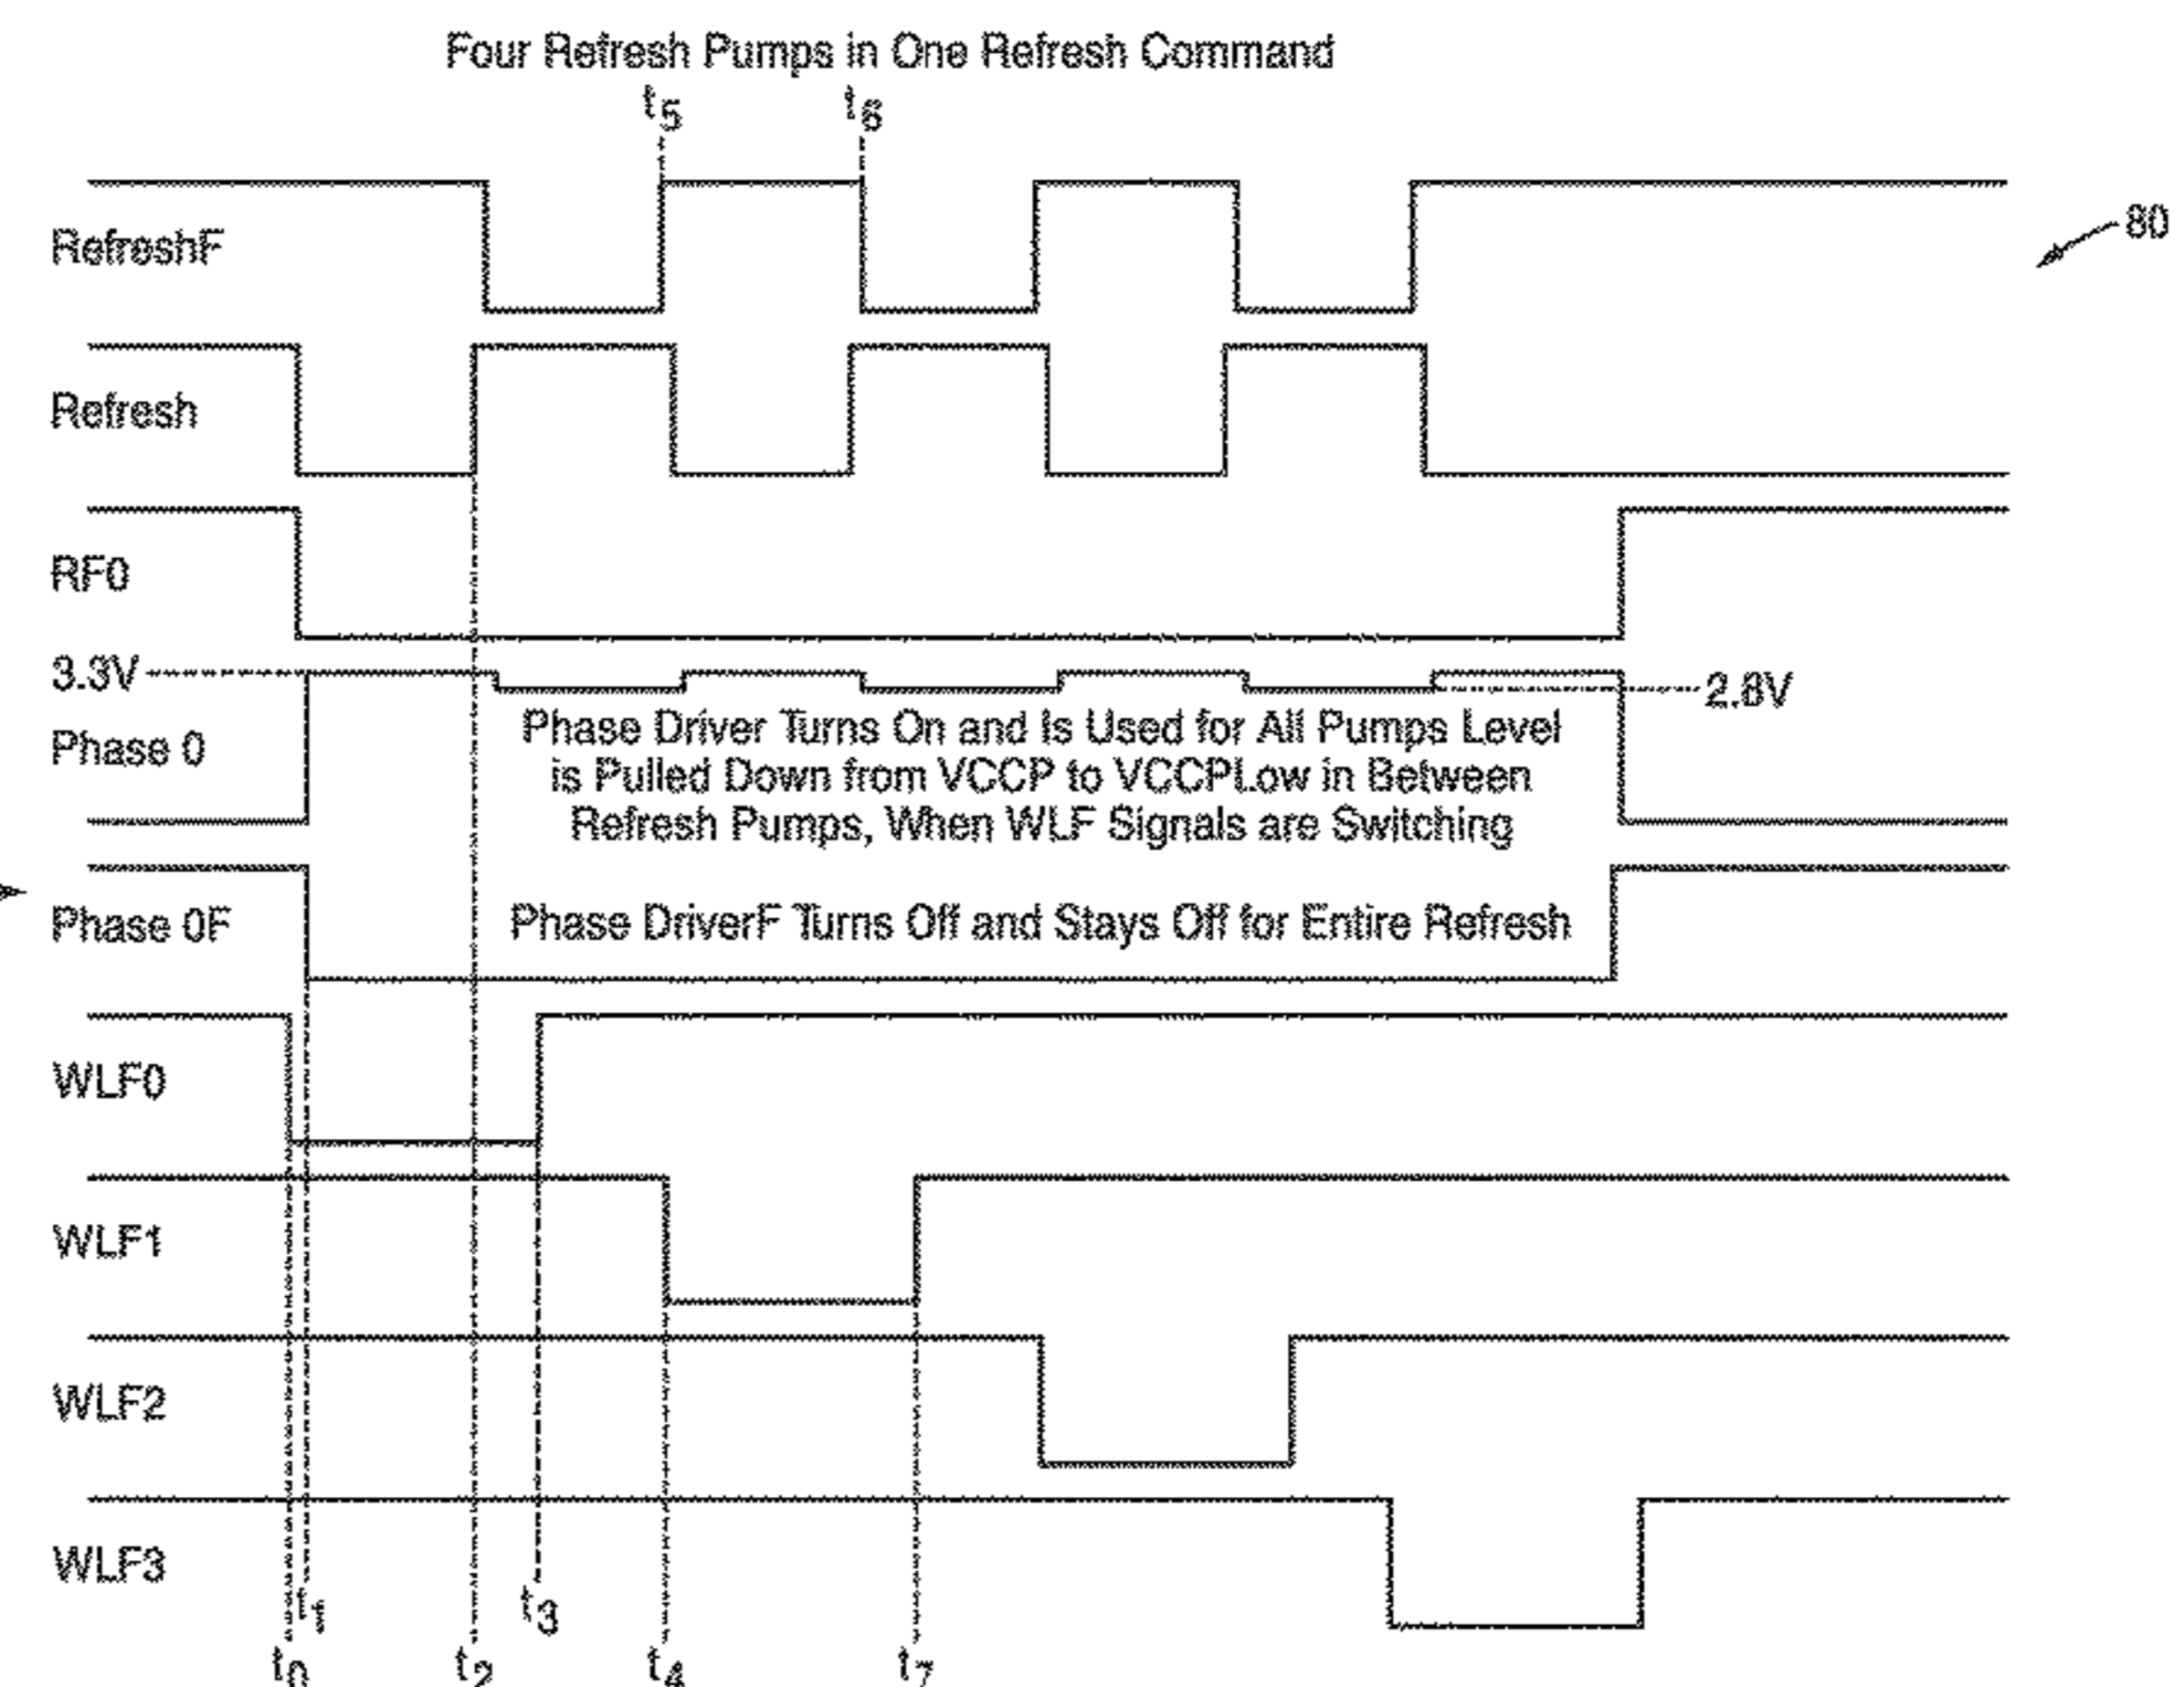 Four Refresh Pumps in One Refresh Command
t5 t6
RefreshF
80
Refresh
RF0
3.3V
2.8V
Phase 0
Phase Driver Turns On and Is Used for All Pumps Level
is Pulled Down from VCCP to VCCPLow in Between
Refresh Pumps, When WLF Signals are Switching
Phase 0F
Phase DriverF Turns Off and Stays Off for Entire Refresh
WLF0
WLF1
WLF2
WLF3
t1 t3
t0 t2 t4 t7